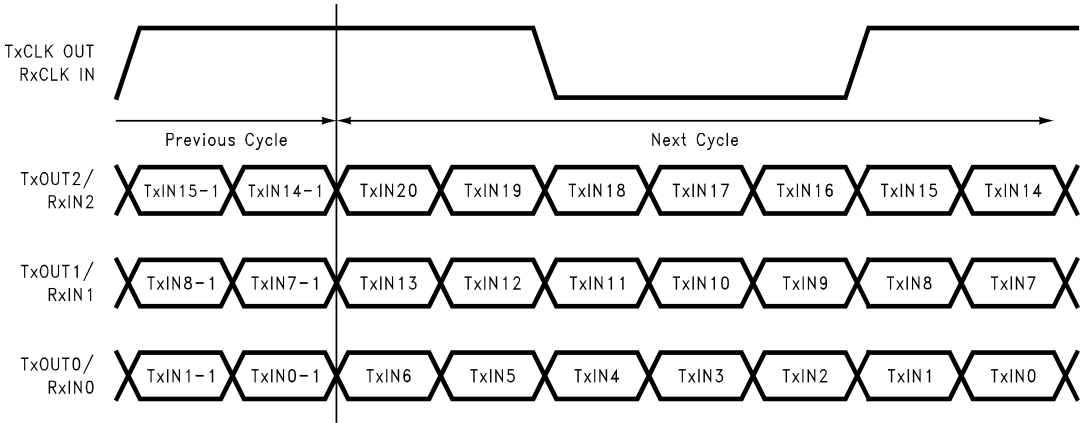 TxCLK OUT
RxCLK IN
Previous Cycle Next Cycle
TxOUT2/
RxIN2
TxIN15-1 TxIN14-1 TxIN20 TxIN19 TxIN18 TxIN17 TxIN16 TxIN15 TxIN14
TxOUT1/
RxIN1
TxIN8-1 TxIN7-1 TxIN13 TxIN12 TxIN11 TxIN10 TxIN9 TxIN8 TxIN7
TxOUT0/
RxIN0
TxIN1-1 TxIN0-1 TxIN6 TxIN5 TxIN4 TxIN3 TxIN2 TxIN1 TxIN0